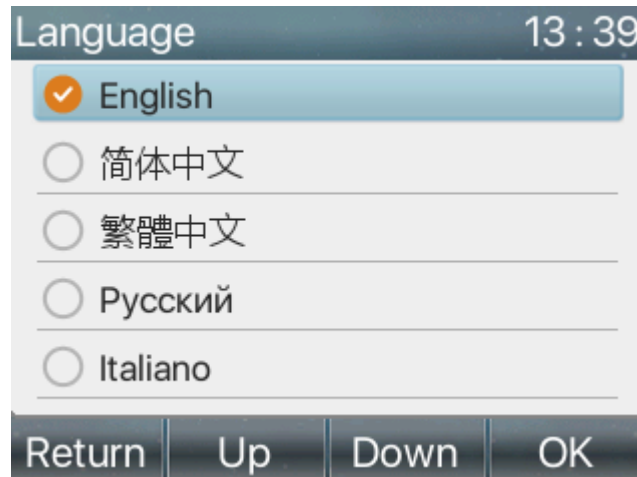 Language 13 : 39
English
简体中文
繁體中文
Русский
Italiano
Return Up Down OK